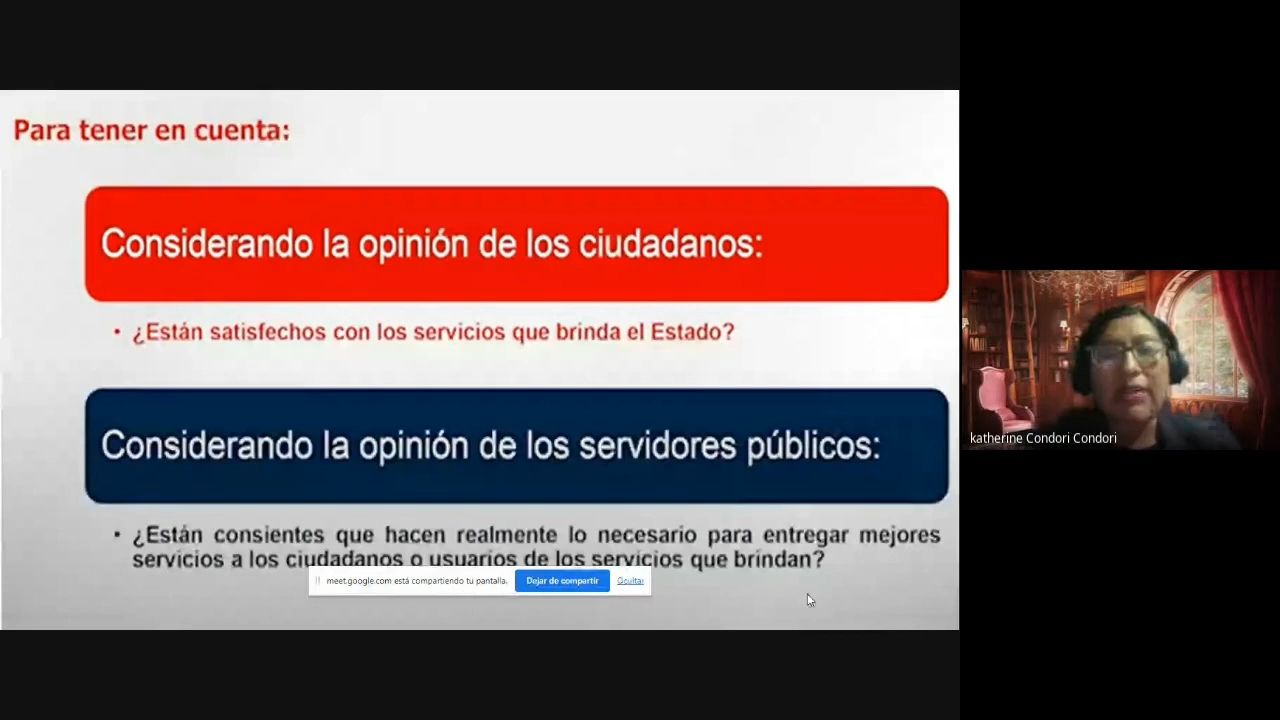 Para tener en cuenta:
Considerando la opinión de los ciudadanos:
• ¿Están satisfechos con los servicios que brinda el Estado?
Considerando la opinión de los servidores públicos:
• ¿Están consientes que hacen realmente lo necesario para entregar mejores
servicios a los ciudadanos o usuarios de los servicios que brindan?
meet.google.com está compartiendo tu pantalla. Dejar de compartir Ocultar
katherine Condori Condori